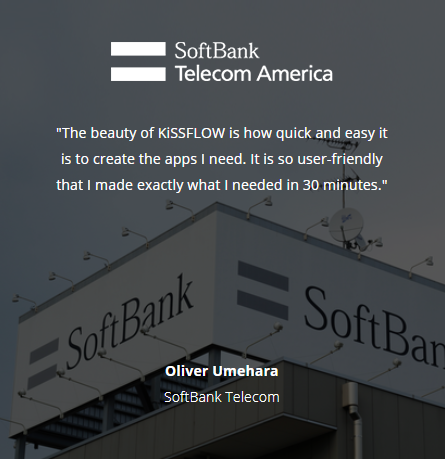 SoftBank
Telecom America
"The beauty of KiSSFLOW is how quick and easy it
is to create the apps I need. It is so user-friendly
that I made exactly what I needed in 30 minutes."
SoftBank
SoftBan
Oliver Umehara
SoftBank Telecom